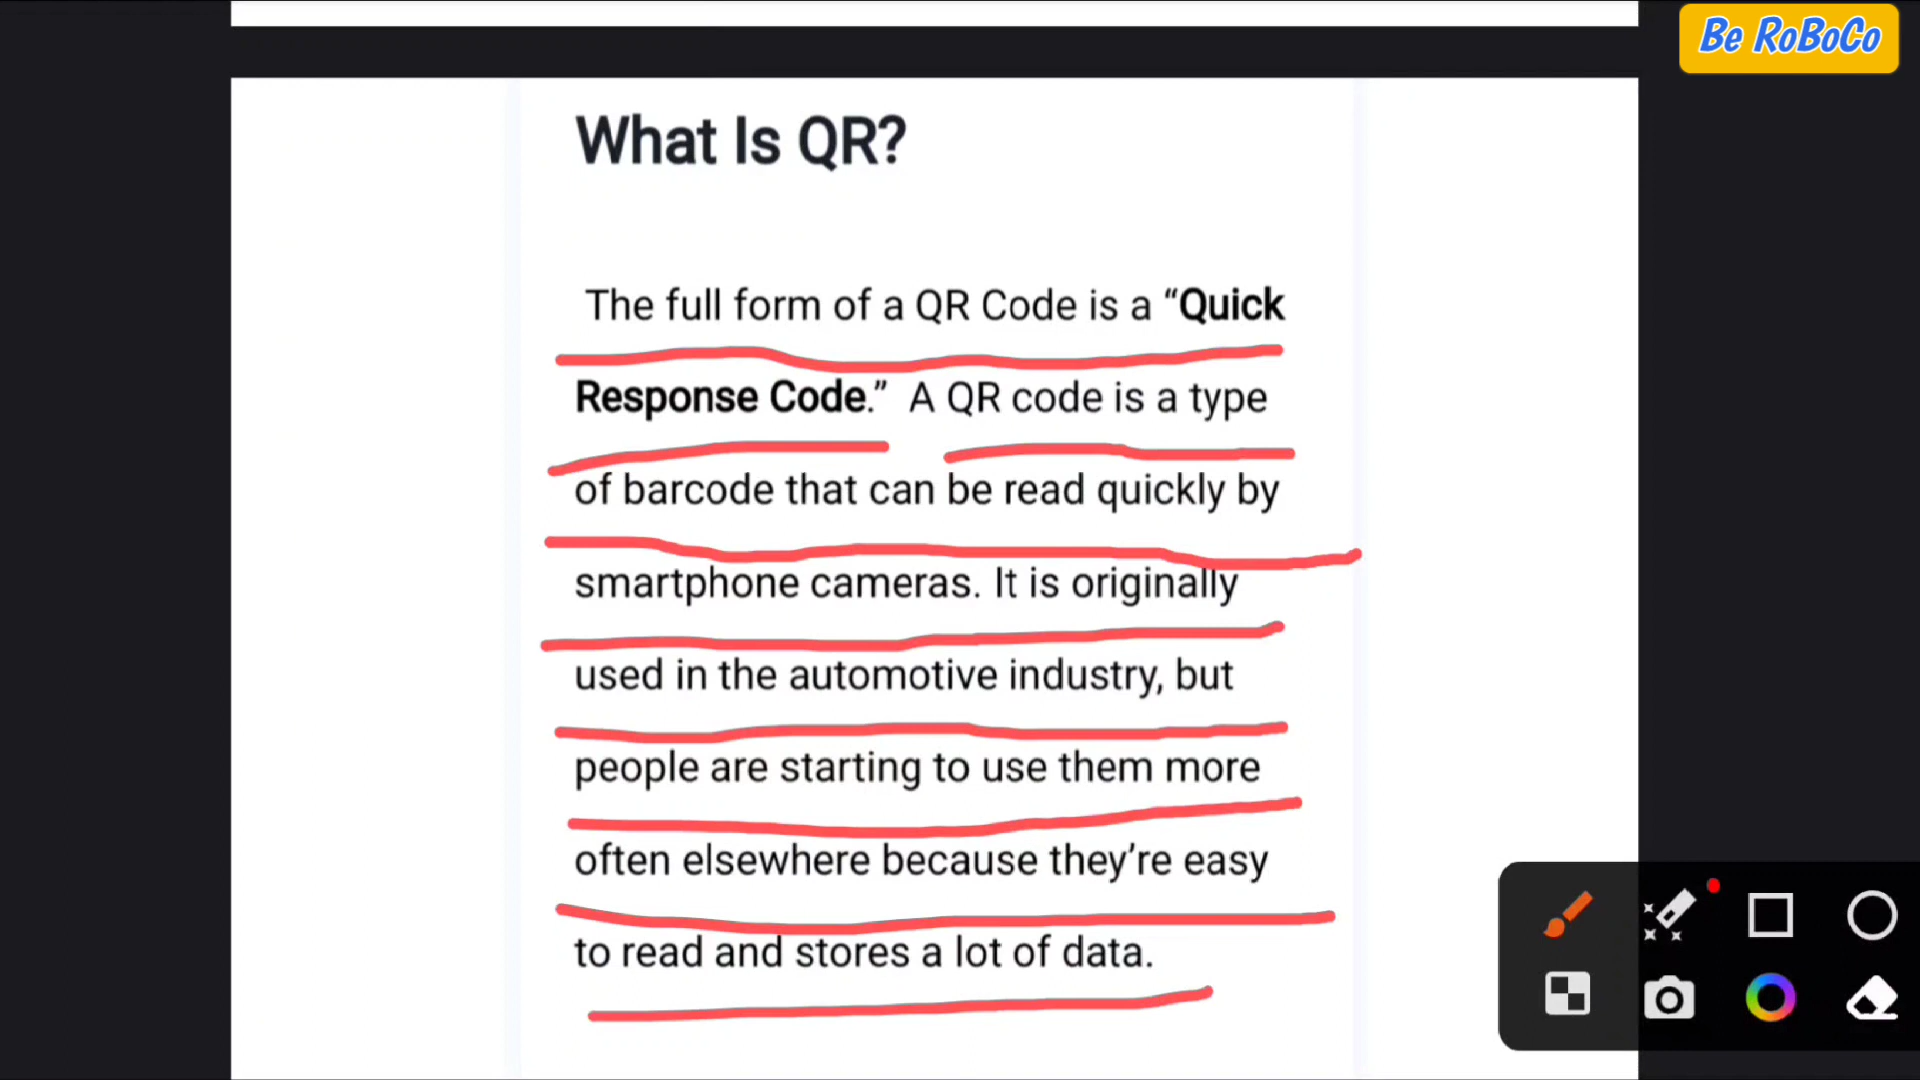 Be RoBoCo
What Is QR?
The full form of a QR Code is a “Quick
Response Code.” A QR code is a type
of barcode that can be read quickly by
smartphone cameras. It is originally
used in the automotive industry, but
people are starting to use them more
often elsewhere because they’re easy
to read and stores a lot of data.